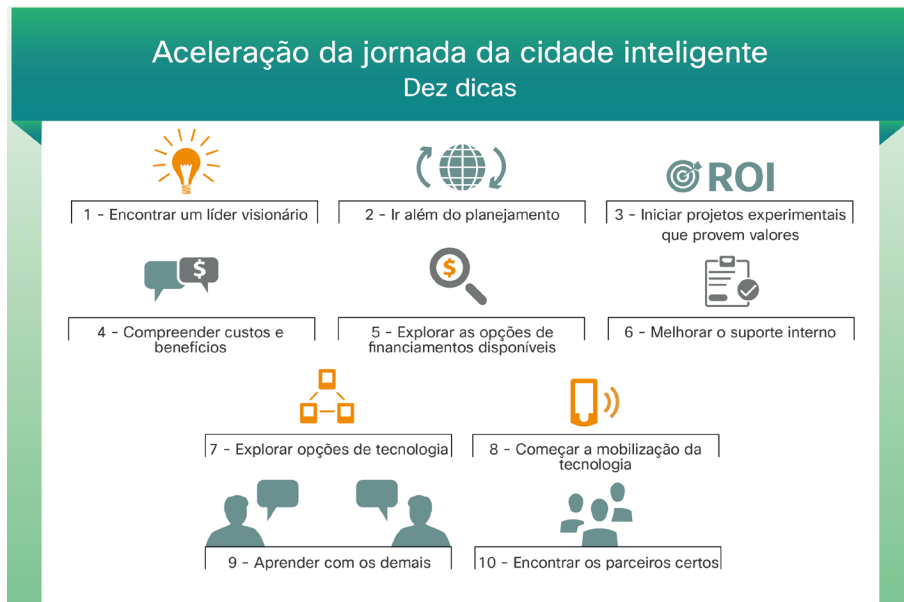 Aceleração da jornada da cidade inteligente
Dez dicas
ROI
1 - Encontrar um líder visionário
2 - Ir além do planejamento
3 - Iniciar projetos experimentais
que provem valores
$
$
4 - Compreender custos e
benefícios
5 - Explorar as opções de
financiamentos disponíveis
6 - Melhorar o suporte interno
7 - Explorar opções de tecnologia
8 - Começar a mobilização da
tecnologia
9 - Aprender com os demais
10 - Encontrar os parceiros certos